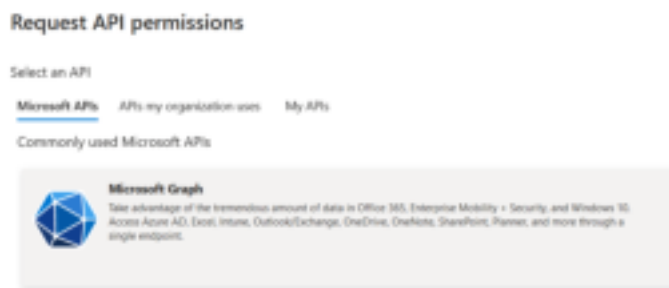 Request API permissions
Select an API
Microsoft APIs APIs my organization uses My APIs
Commonly used Microsoft APIs
Microsoft Graph
Take advantage of the tremendous amount of data in Office 365, Enterprise Mobility + Security, and Windows 10.
Access Azure AD, Excel, Intune, Outlook/Exchange, OneDrive, OneNote, SharePoint, Planner, and more through a
single endpoint.